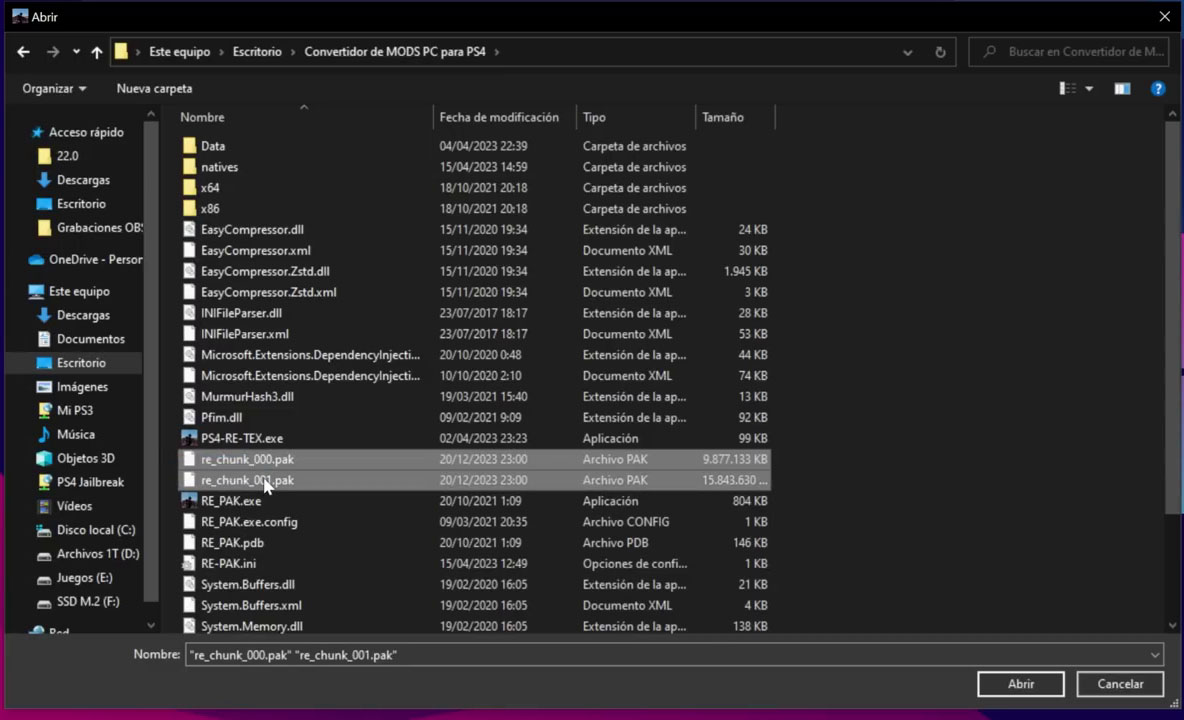 Abrir
Este equipo › Escritorio › Convertidor de MODS PC para PS4 ›
Buscar en Convertidor de M...
Organizar
Nueva carpeta
Nombre Fecha de modificación Tipo Tamaño
Acceso rápido
22.0
Descargas
Escritorio
Grabaciones OBS
OneDrive - Person
Este equipo
Descargas
Documentos
Escritorio
Imágenes
Mi PS3
Música
Objetos 3D
PS4 Jailbreak
Vídeos
Disco local (C:)
Archivos 1T (D:)
Juegos (E:)
SSD M.2 (F:)
Red
Data 04/04/2023 22:39 Carpeta de archivos
natives 15/04/2023 14:59 Carpeta de archivos
x64 18/10/2021 20:18 Carpeta de archivos
x86 18/10/2021 20:18 Carpeta de archivos
EasyCompressor.dll 15/11/2020 19:34 Extensión de la ap... 24 KB
EasyCompressor.xml 15/11/2020 19:34 Documento XML 30 KB
EasyCompressor.Zstd.dll 15/11/2020 19:34 Extensión de la ap... 1.945 KB
EasyCompressor.Zstd.xml 15/11/2020 19:34 Documento XML 3 KB
INIFileParser.dll 23/07/2017 18:17 Extensión de la ap... 28 KB
INIFileParser.xml 23/07/2017 18:17 Documento XML 53 KB
Microsoft.Extensions.DependencyInjecti... 20/10/2020 0:48 Extensión de la ap... 44 KB
Microsoft.Extensions.DependencyInjecti... 10/10/2020 2:10 Documento XML 74 KB
MurmurHash3.dll 19/03/2021 15:40 Extensión de la ap... 13 KB
Pfim.dll 09/02/2021 9:09 Extensión de la ap... 92 KB
PS4-RE-TEX.exe 02/04/2023 23:23 Aplicación 99 KB
re_chunk_000.pak 20/12/2023 23:00 Archivo PAK 9.877.133 KB
re_chunk_001.pak 20/12/2023 23:00 Archivo PAK 15.843.630 ...
RE_PAK.exe 20/10/2021 1:09 Aplicación 804 KB
RE_PAK.exe.config 09/03/2021 20:35 Archivo CONFIG 1 KB
RE_PAK.pdb 20/10/2021 1:09 Archivo PDB 146 KB
RE-PAK.ini 15/04/2023 12:49 Opciones de confi... 1 KB
System.Buffers.dll 19/02/2020 16:05 Extensión de la ap... 21 KB
System.Buffers.xml 19/02/2020 16:05 Documento XML 4 KB
System.Memory.dll 19/02/2020 16:05 Extensión de la ap... 138 KB
Nombre: "re_chunk_000.pak" "re_chunk_001.pak"
Abrir Cancelar